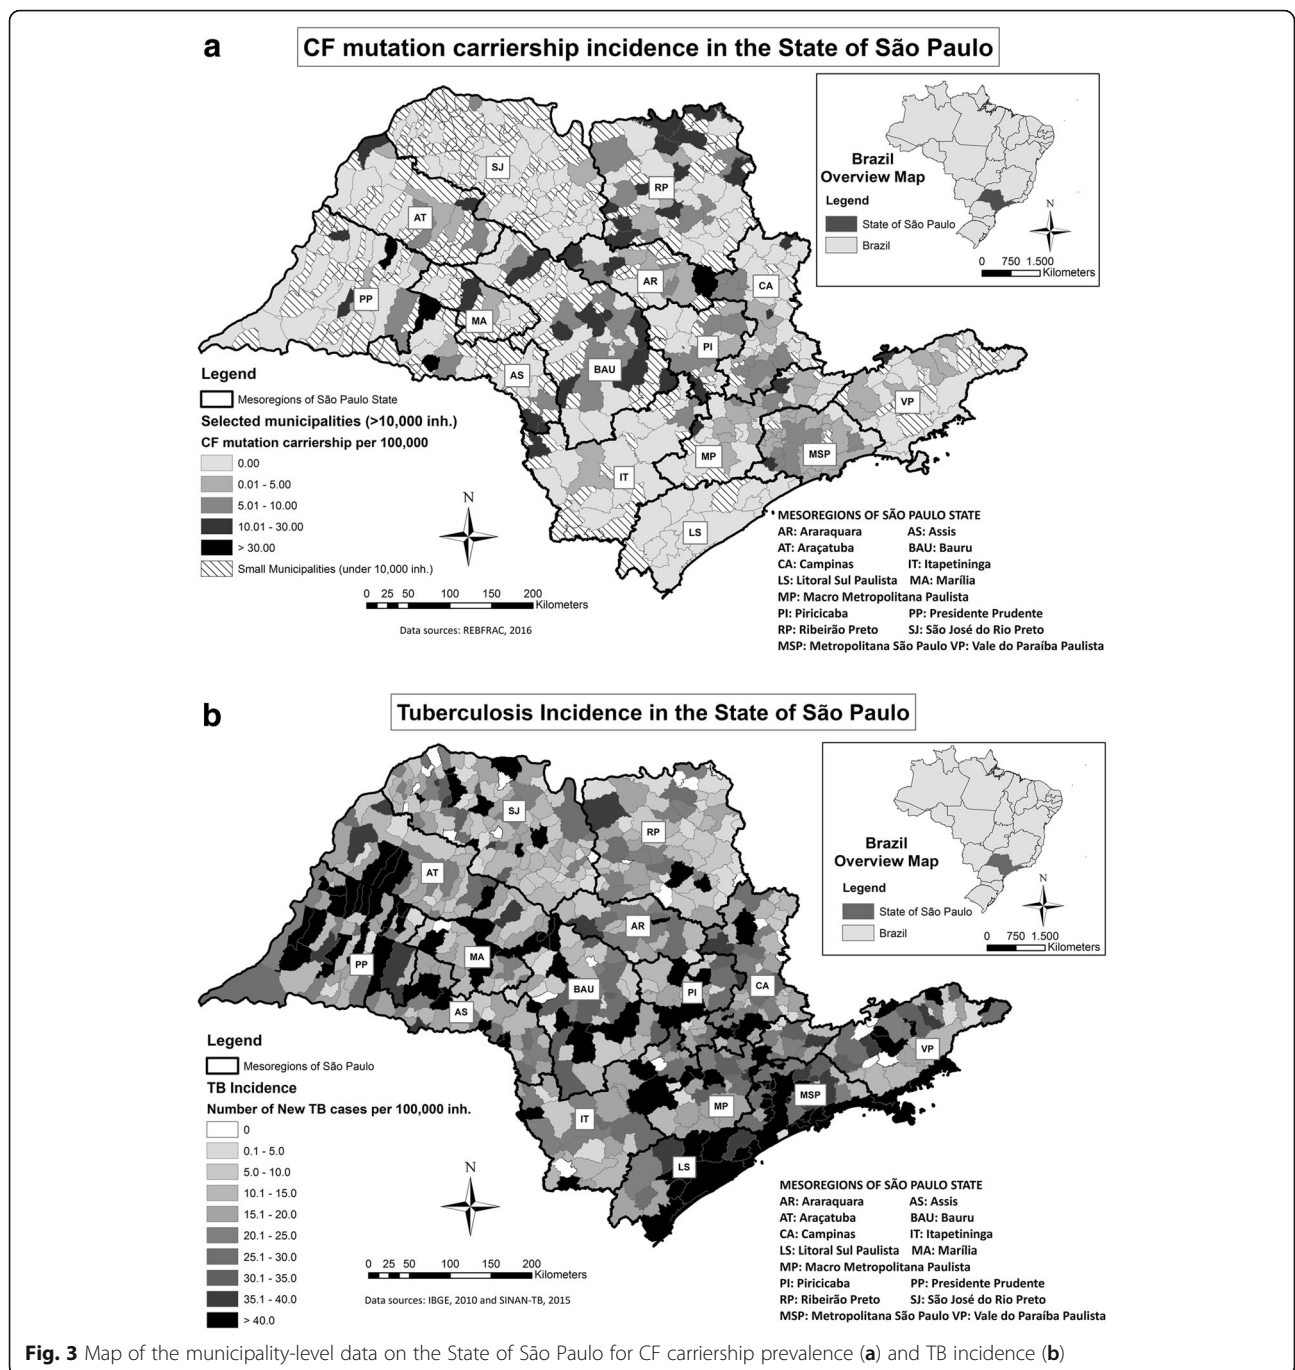 a
CF mutation carriership incidence in the State of São Paulo
Brazil
Overview Map
Legend
State of São Paulo
Brazil
N
0 750 1.500
Kilometers
SJ
RP
AT
AR
CA
PP
MA
PI
AS
BAU
VP
MP
MSP
IT
LS
Legend
Mesoregions of São Paulo State
Selected municipalities (>10,000 inh.)
CF mutation carriership per 100,000
0.00
0.01 - 5.00
5.01 - 10.00
10.01 - 30.00
> 30.00
Small Municipalities (under 10,000 inh.)
N
0 25 50 100 150 200
Kilometers
Data sources: REBFRAC, 2016
MESOREGIONS OF SÃO PAULO STATE
AR: Araraquara AS: Assis
AT: Araçatuba BAU: Bauru
CA: Campinas IT: Itapetininga
LS: Litoral Sul Paulista MA: Marília
MP: Macro Metropolitana Paulista
PI: Piricicaba PP: Presidente Prudente
RP: Ribeirão Preto SJ: São José do Rio Preto
MSP: Metropolitana São Paulo VP: Vale do Paraíba Paulista
b
Tuberculosis Incidence in the State of São Paulo
Brazil
Overview Map
Legend
State of São Paulo
Brazil
N
0 750 1.500
Kilometers
SJ
RP
AT
AR
MA
PP
BAU
PI
CA
AS
VP
MSP
MP
IT
LS
Legend
Mesoregions of São Paulo
TB Incidence
Number of New TB cases per 100,000 inh.
0
0.1 - 5.0
5.0 - 10.0
10.1 - 15.0
15.1 - 20.0
20.1 - 25.0
25.1 - 30.0
30.1 - 35.0
35.1 - 40.0
> 40.0
N
0 25 50 100 150 200
Kilometers
Data sources: IBGE, 2010 and SINAN-TB, 2015
MESOREGIONS OF SÃO PAULO STATE
AR: Araraquara AS: Assis
AT: Araçatuba BAU: Bauru
CA: Campinas IT: Itapetininga
LS: Litoral Sul Paulista MA: Marília
MP: Macro Metropolitana Paulista
PI: Piricicaba PP: Presidente Prudente
RP: Ribeirão Preto SJ: São José do Rio Preto
MSP: Metropolitana São Paulo VP: Vale do Paraíba Paulista
Fig. 3 Map of the municipality-level data on the State of São Paulo for CF carriership prevalence (a) and TB incidence (b)